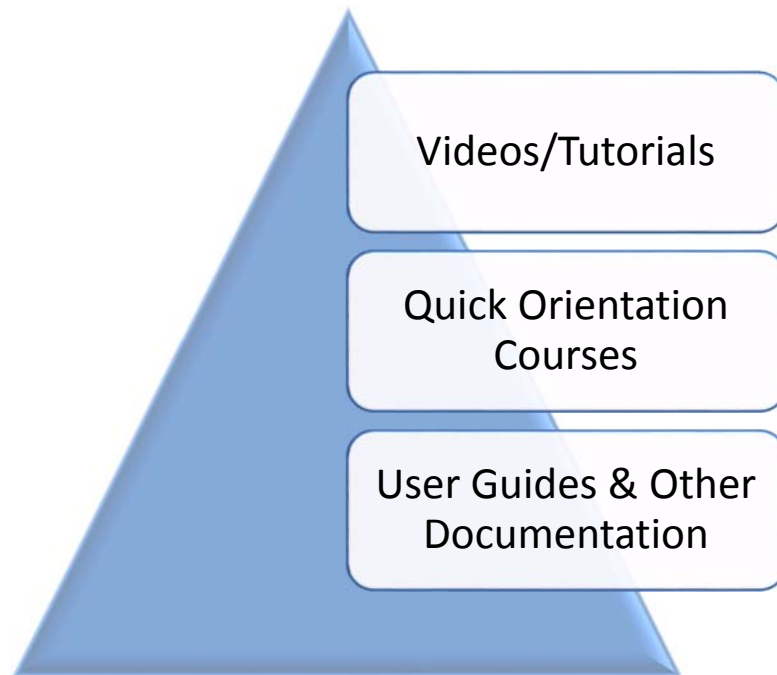 Videos/Tutorials
Quick Orientation
Courses
User Guides & Other
Documentation